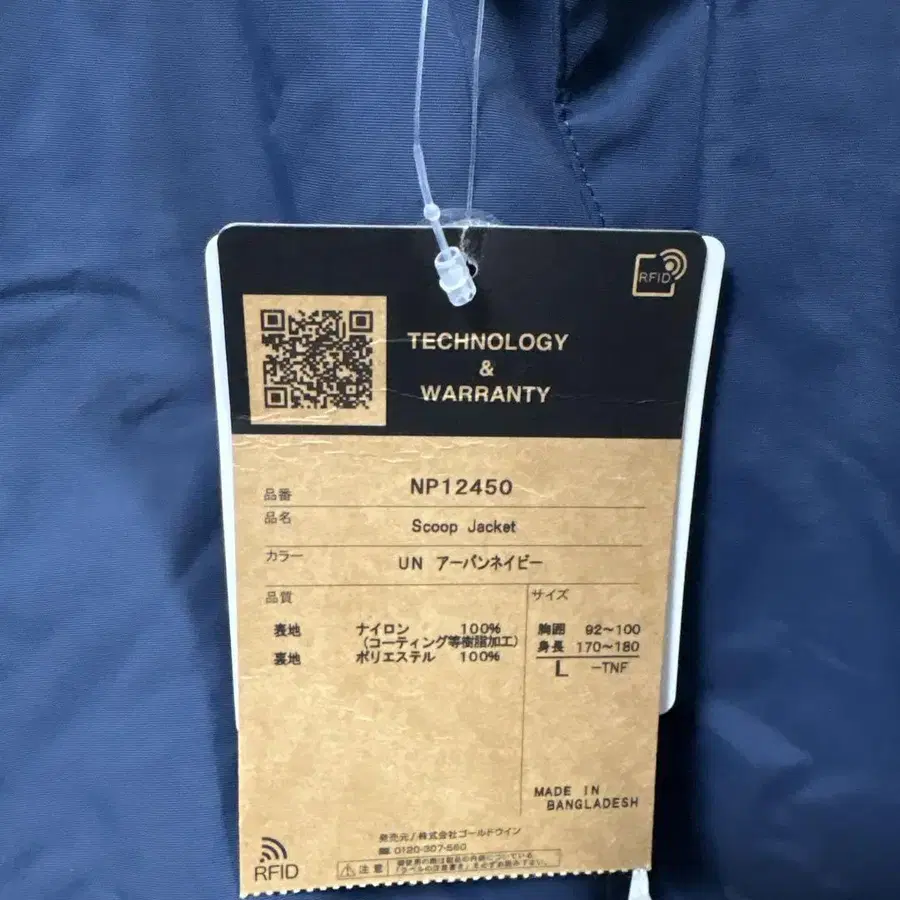 RFID
TECHNOLOGY
&
WARRANTY
品番 NP12450
品名 Scoop Jacket
カラー UN アーバンネイビー
品質
表地 ナイロン 100%
(コーティング等樹脂加工)
裏地 ポリエステル 100%
サイズ
胸囲 92~100
身長 170~180
L -TNF
MADE IN
BANGLADESH
発売元/株式会社ゴールドウイン
0120-307-560
RFID
注意